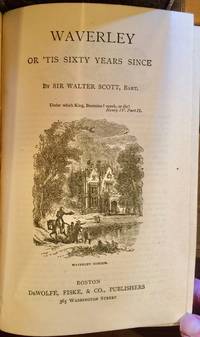 WAVERLEY
OR 'TIS SIXTY YEARS SINCE
BY SIR WALTER SCOTT, BART.
Under which King, Bezonian? speak, or die!
Henry IV. Part II.
WAVERLEY HONOUR.
BOSTON
DEWOLFE, FISKE, & CO., PUBLISHERS
365 WASHINGTON STREET